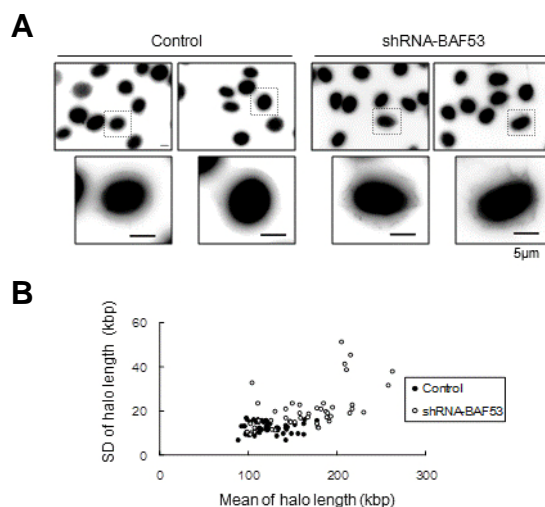 A
Control
shRNA-BAF53
5μm
B
SD of halo length (kbp)
60
40
20
0
0
100
200
300
Mean of halo length (kbp)
Control
shRNA-BAF53